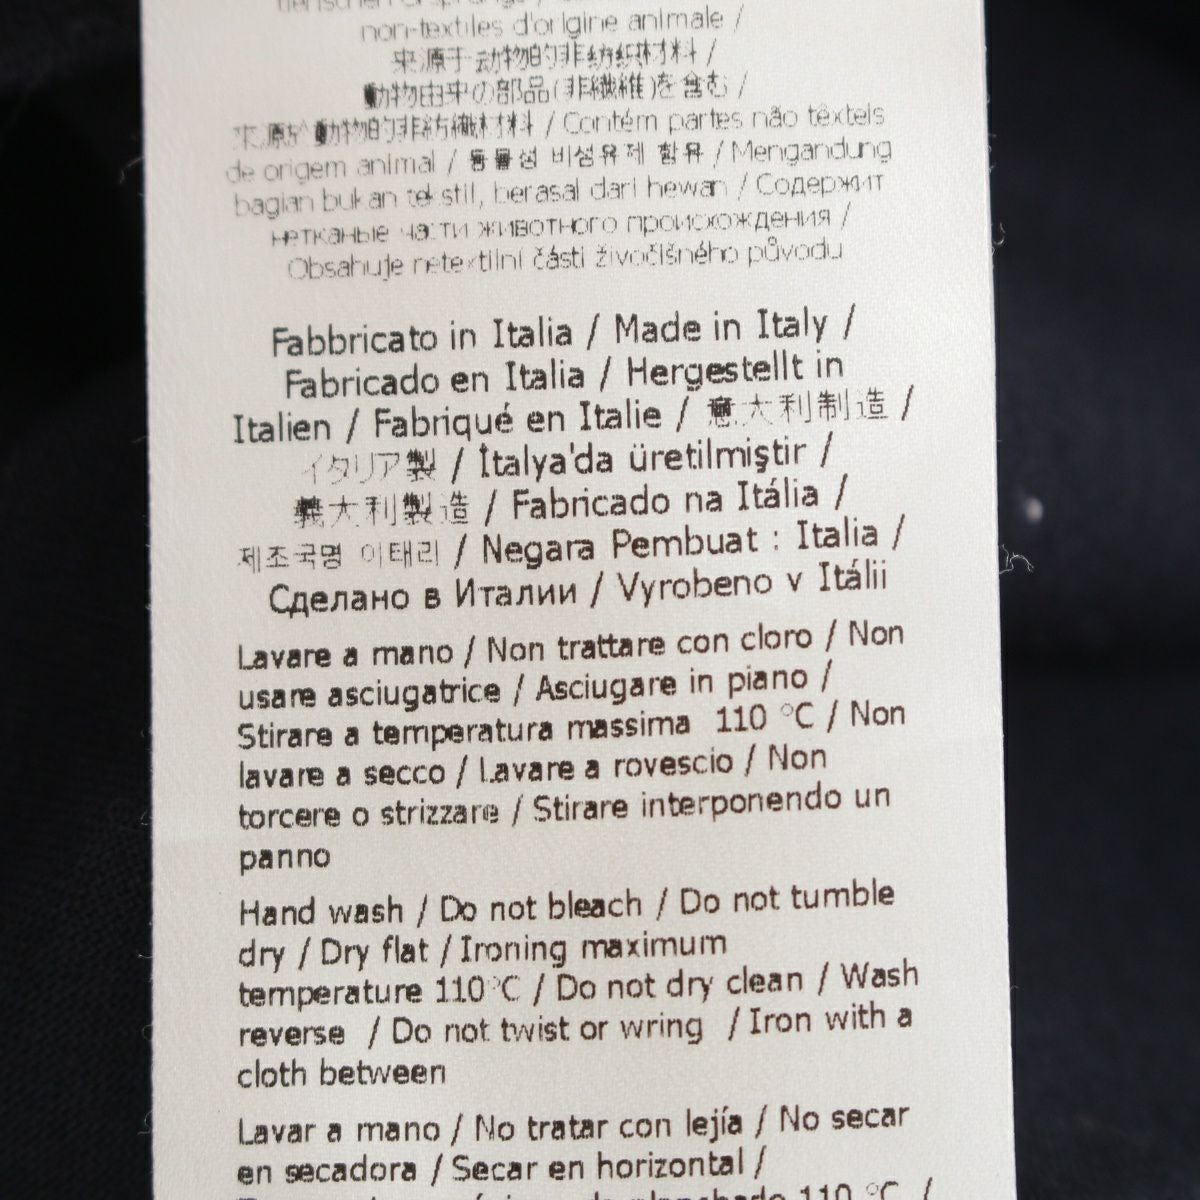 non-textiles d'origine animale /
来源于动物的非纺织材料 /
動物由来の部品(非繊維)を含む /
來源於動物的非紡織材料 / Contém partes não têxteis
de origem animal / 동물성 비섬유제 함유 / Mengandung
bagian bukan tekstil, berasal dari hewan / Содержит
нетканые части животного происхождения /
Obsahuje netextilní části živočišného původu
Fabbricato in Italia / Made in Italy /
Fabricado en Italia / Hergestellt in
Italien / Fabriqué en Italie / 意大利制造 /
イタリア製 / İtalya'da üretilmiştir /
義大利製造 / Fabricado na Itália /
제조국명 이태리 / Negara Pembuat : Italia /
Сделано в Италии / Vyrobeno v Itálii
Lavare a mano / Non trattare con cloro / Non
usare asciugatrice / Asciugare in piano /
Stirare a temperatura massima 110 °C / Non
lavare a secco / Lavare a rovescio / Non
torcere o strizzare / Stirare interponendo un
panno
Hand wash / Do not bleach / Do not tumble
dry / Dry flat / Ironing maximum
temperature 110°C / Do not dry clean / Wash
reverse / Do not twist or wring / Iron with a
cloth between
Lavar a mano / No tratar con lejía / No secar
en secadora / Secar en horizontal /
110 °C /